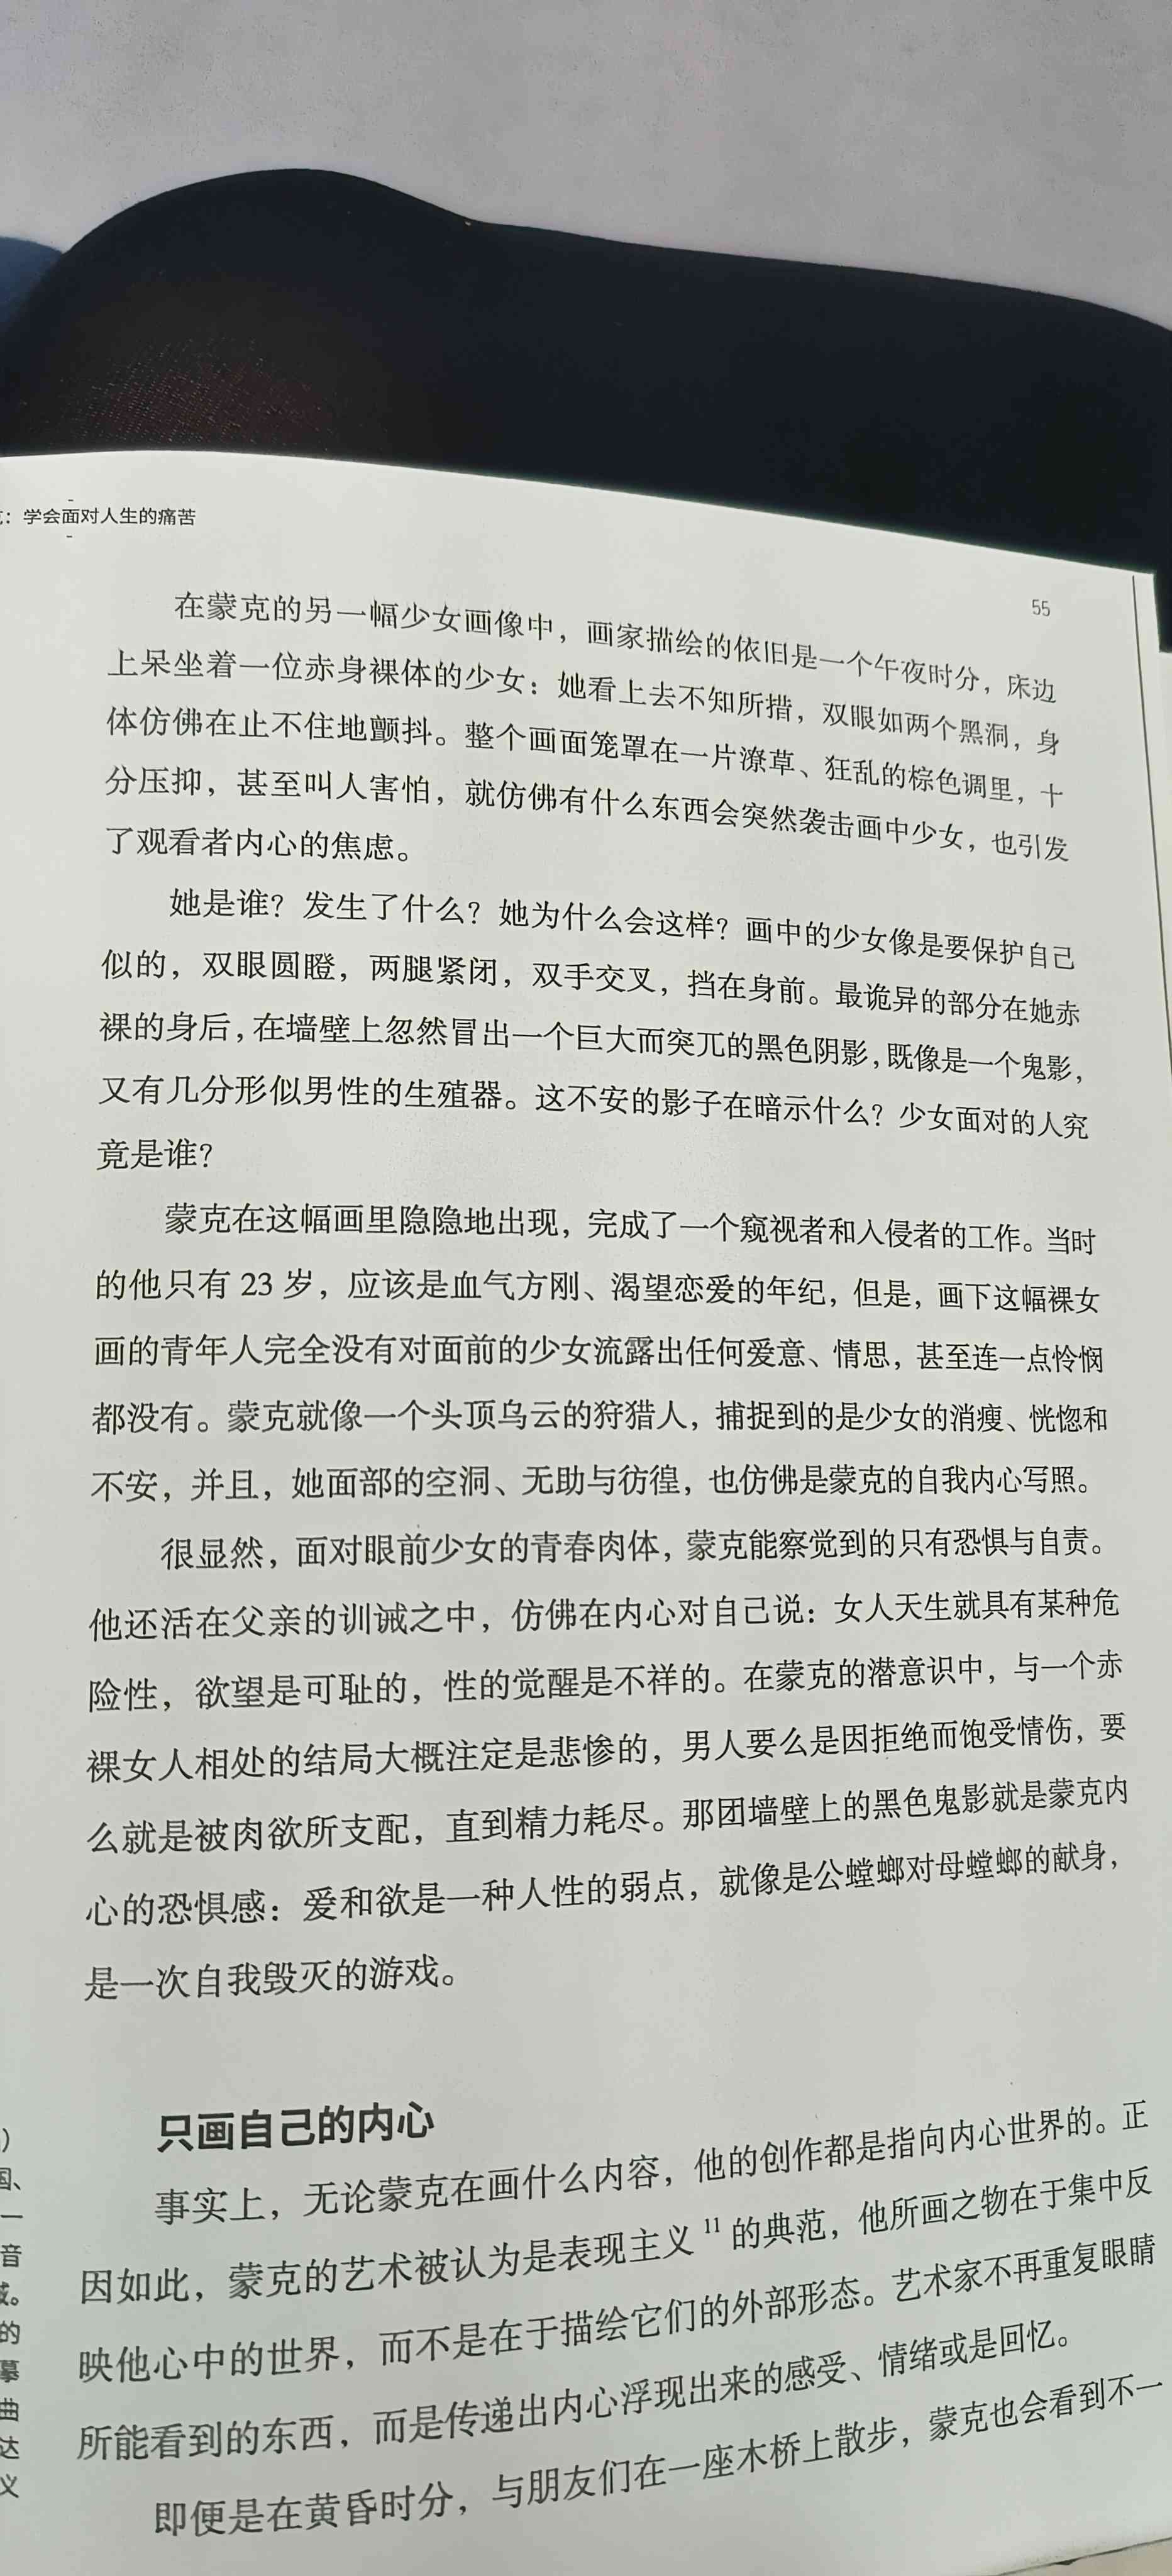 ：学会面对人生的痛苦
55
在蒙克的另一幅少女画像中，画家描绘的依旧是一个午夜时分，床边
上呆坐着一位赤身裸体的少女：她看上去不知所措，双眼如两个黑洞，身
体仿佛在止不住地颤抖。整个画面笼罩在一片潦草、狂乱的棕色调里，十
分压抑，甚至叫人害怕，就仿佛有什么东西会突然袭击画中少女，也引发
了观看者内心的焦虑。
她是谁？发生了什么？她为什么会这样？画中的少女像是要保护自己
似的，双眼圆瞪，两腿紧闭，双手交叉，挡在身前。最诡异的部分在她赤
裸的身后，在墙壁上忽然冒出一个巨大而突兀的黑色阴影，既像是一个鬼影，
又有几分形似男性的生殖器。这不安的影子在暗示什么？少女面对的人究
竟是谁？
蒙克在这幅画里隐隐地出现，完成了一个窥视者和入侵者的工作。当时
的他只有 23 岁，应该是血气方刚、渴望恋爱的年纪，但是，画下这幅裸女
画的青年人完全没有对面前的少女流露出任何爱意、情思，甚至连一点怜悯
都没有。蒙克就像一个头顶乌云的狩猎人，捕捉到的是少女的消瘦、恍惚和
不安，并且，她面部的空洞、无助与彷徨，也仿佛是蒙克的自我内心写照。
很显然，面对眼前少女的青春肉体，蒙克能察觉到的只有恐惧与自责。
他还活在父亲的训诫之中，仿佛在内心对自己说：女人天生就具有某种危
险性，欲望是可耻的，性的觉醒是不祥的。在蒙克的潜意识中，与一个赤
裸女人相处的结局大概注定是悲惨的，男人要么是因拒绝而饱受情伤，要
么就是被肉欲所支配，直到精力耗尽。那团墙壁上的黑色鬼影就是蒙克内
心的恐惧感：爱和欲是一种人性的弱点，就像是公螳螂对母螳螂的献身，
是一次自我毁灭的游戏。
只画自己的内心
事实上，无论蒙克在画什么内容，他的创作都是指向内心世界的。正
因如此，蒙克的艺术被认为是表现主义11的典范，他所画之物在于集中反
映他心中的世界，而不是在于描绘它们的外部形态。艺术家不再重复眼睛
所能看到的东西，而是传递出内心浮现出来的感受、情绪或是回忆。
即便是在黄昏时分，与朋友们在一座木桥上散步，蒙克也会看到不一
）
国、
一
音
。
的
摹
曲
达
义